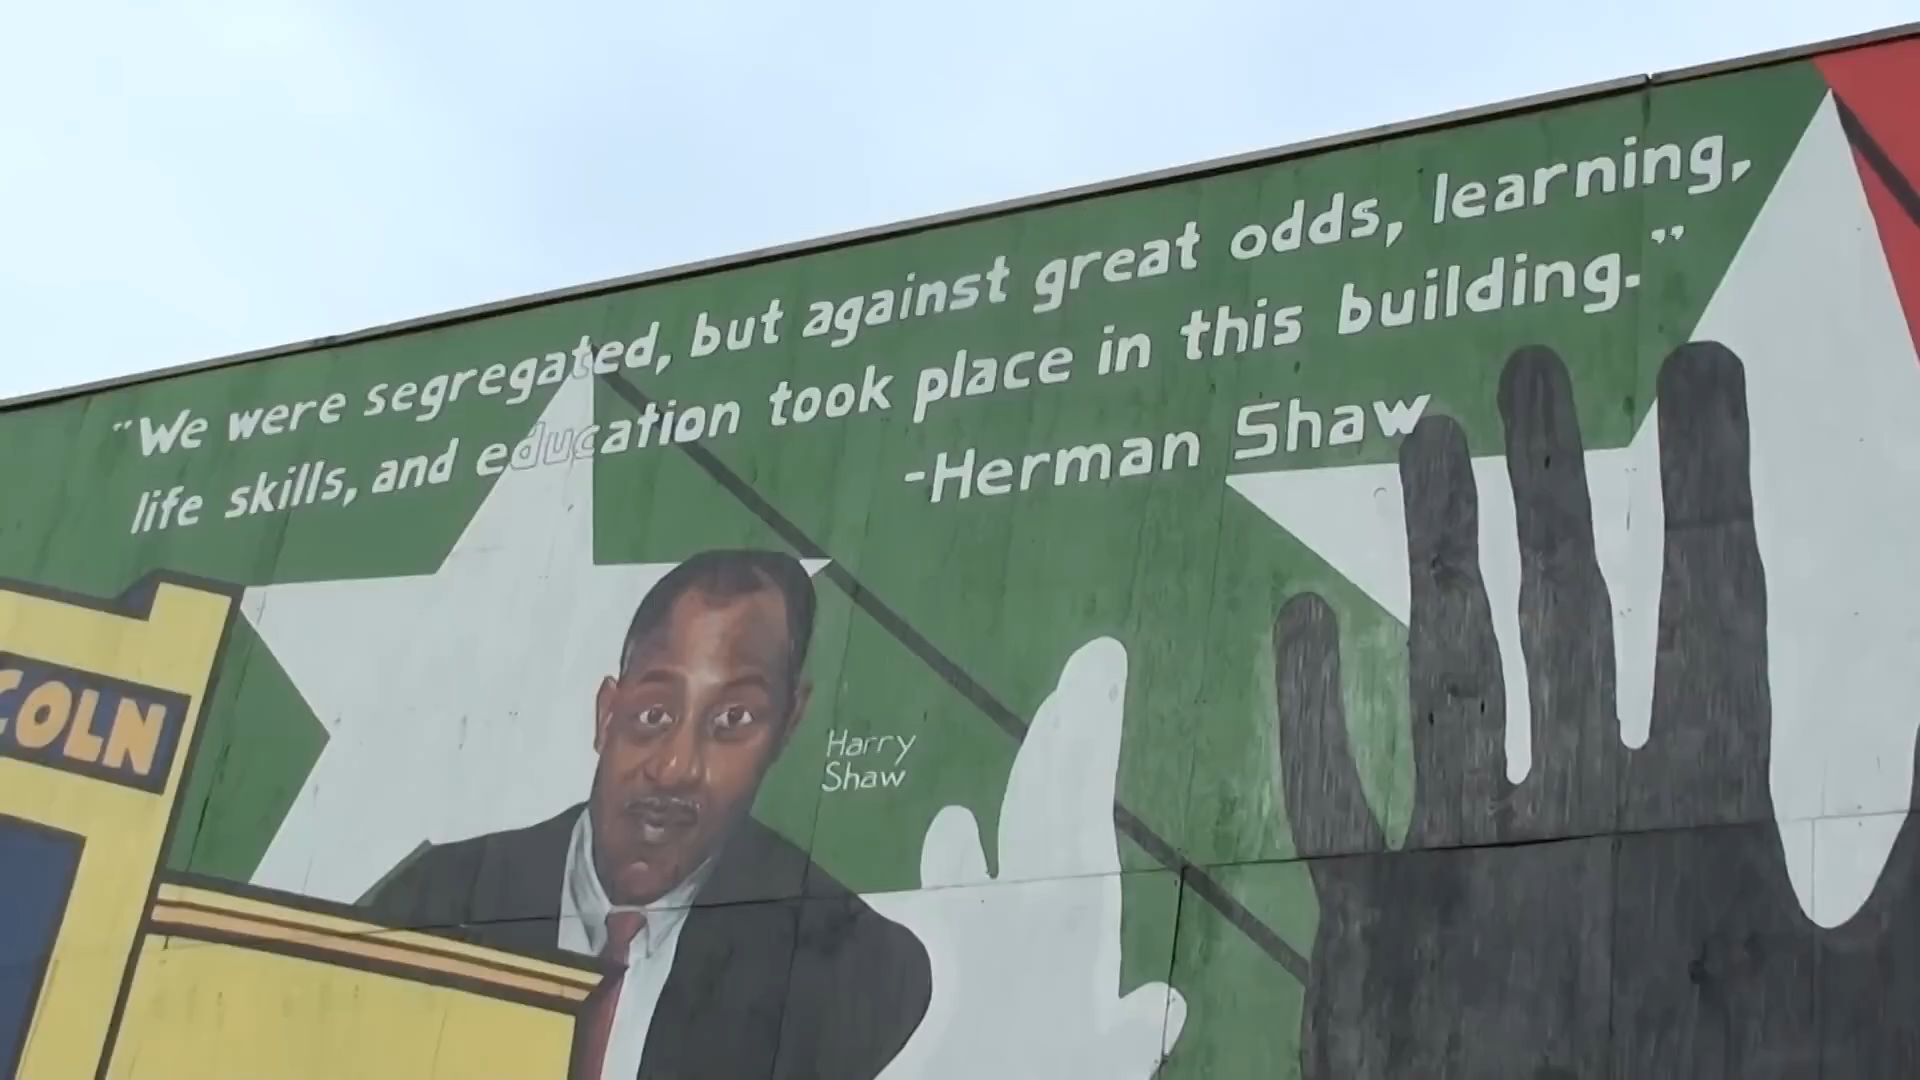 "We were segregated, but against great odds, learning,
life skills, and education took place in this building."
-Herman Shaw
COLN
Harry
Shaw